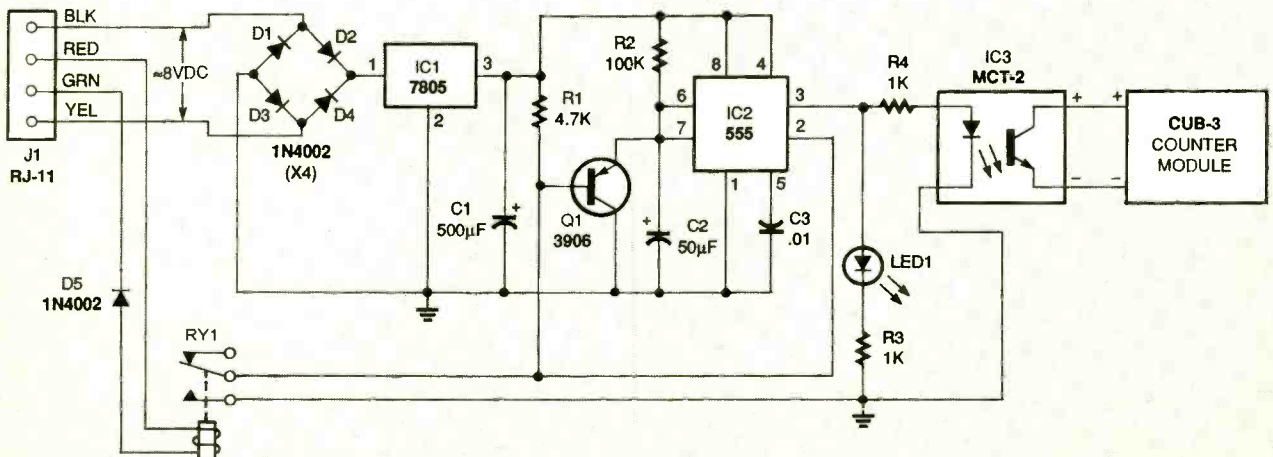 BLK
RED
GRN
YEL
J1
RJ-11
≈8VDC
D1
D2
D3
D4
1N4002
(X4)
1
IC1
7805
3
2
R1
4.7K
C1
500µF
+
Q1
3906
R2
100K
8
4
6
7
IC2
555
3
2
1
5
+
C2
50µF
C3
.01
R4
1K
LED1
R3
1K
IC3
MCT-2
+
+
–
–
CUB-3
COUNTER
MODULE
D5
1N4002
RY1